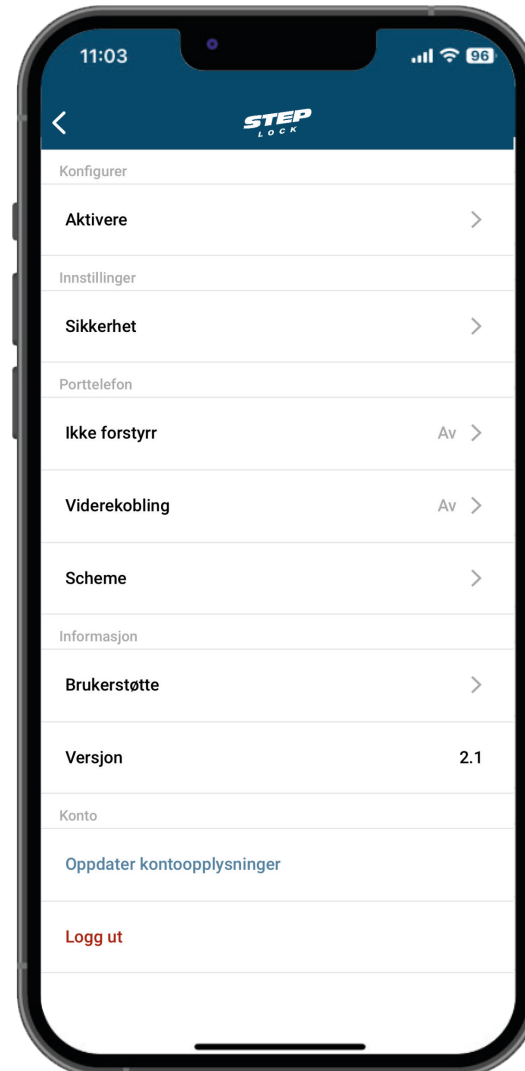 11:03
96
STEP
LOCK
Konfigurer
Aktivere
Innstillinger
Sikkerhet
Porttelefon
Ikke forstyrr
Av
Viderekobling
Av
Scheme
Informasjon
Brukerstøtte
Versjon
2.1
Konto
Oppdater kontoopplysninger
Logg ut